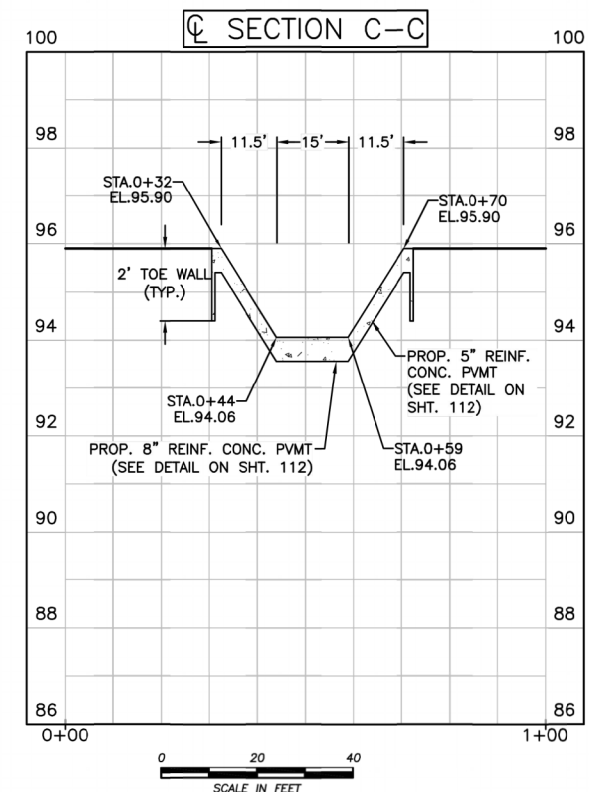 ℄ SECTION C-C
100 100
98 98
11.5' 15' 11.5'
STA.0+32
EL.95.90
STA.0+70
EL.95.90
96 96
2' TOE WALL
(TYP.)
94 94
PROP. 5" REINF.
CONC. PVMT
(SEE DETAIL ON
SHT. 112)
STA.0+44
EL.94.06
92 92
PROP. 8" REINF. CONC. PVMT
(SEE DETAIL ON SHT. 112)
STA.0+59
EL.94.06
90 90
88 88
86 86
0+00 1+00
0 20 40
SCALE IN FEET